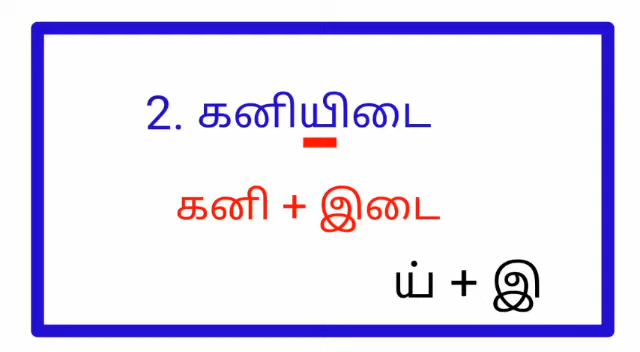 2. கனியிடை
கனி + இடை
ய் + இ